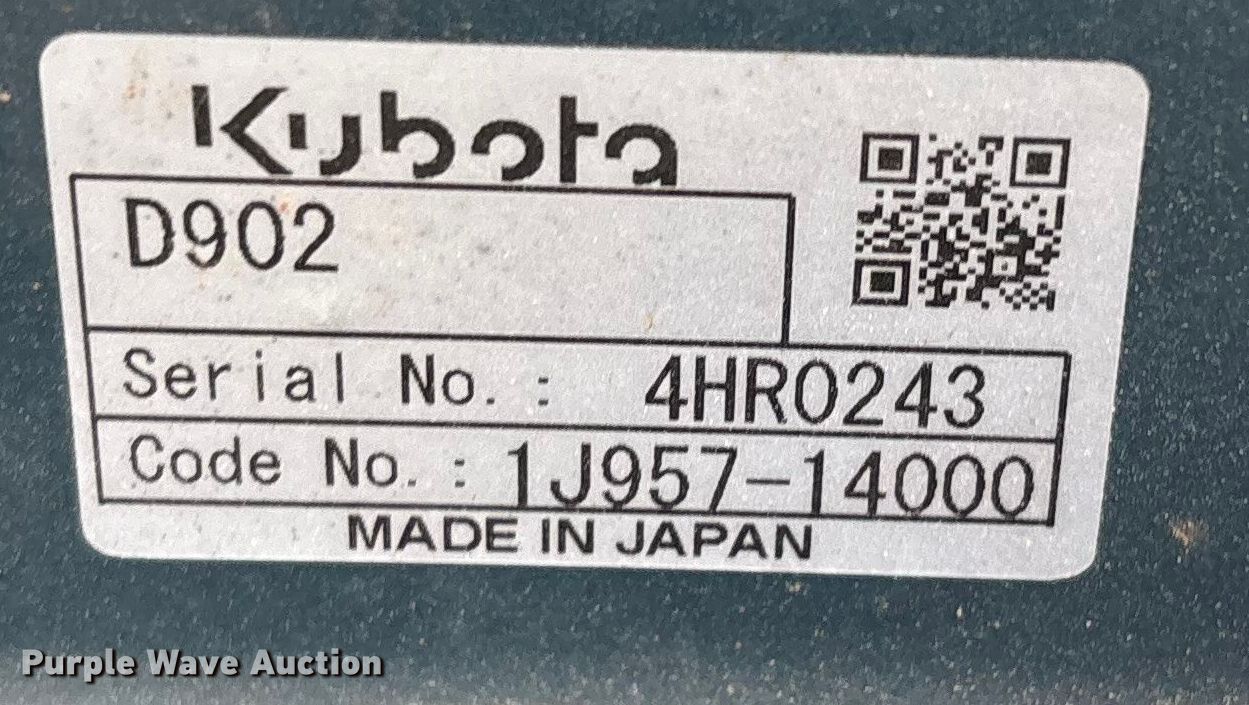 Kubota
D902
Serial No.: 4HR0243
Code No.: 1J957-14000
MADE IN JAPAN
Purple Wave Auction